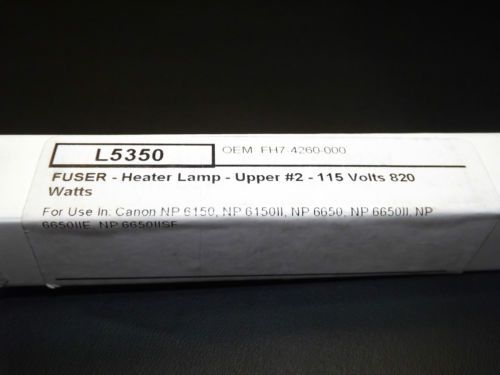 L5350 OEM: FH7-4260-000
FUSER - Heater Lamp - Upper #2 - 115 Volts 820
Watts
For Use In: Canon NP 6150, NP 6150II, NP 6650, NP 6650II, NP
6650IIE, NP 6650IISF